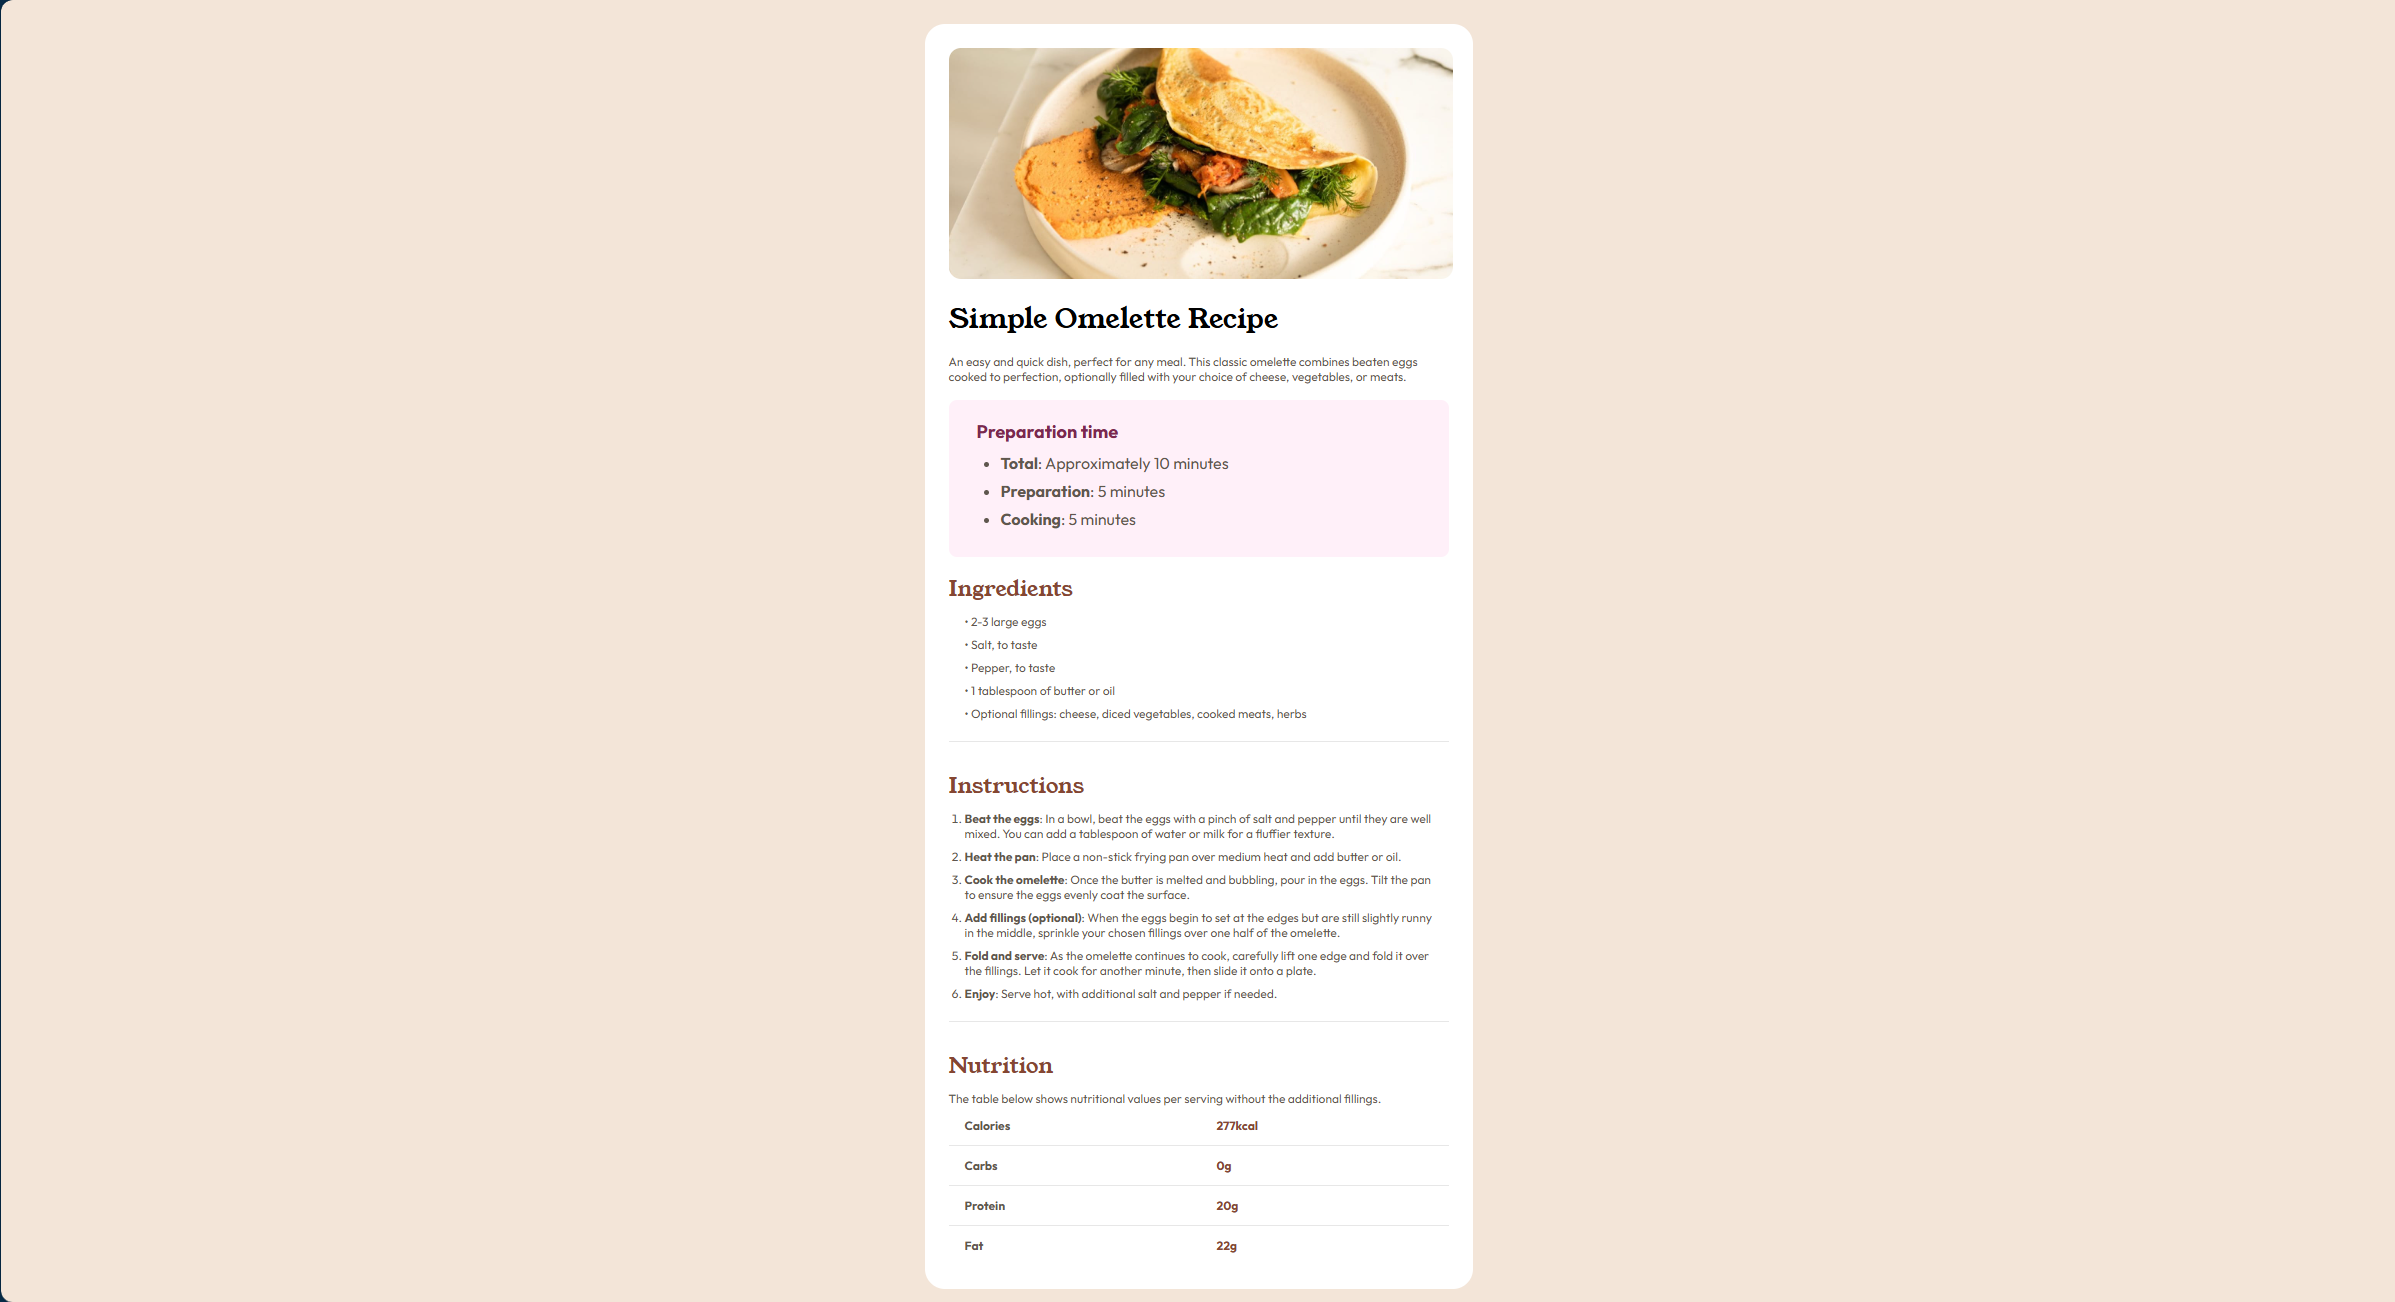 Simple Omelette Recipe
An easy and quick dish, perfect for any meal. This classic omelette combines beaten eggs
cooked to perfection, optionally filled with your choice of cheese, vegetables, or meats.
Preparation time
• Total: Approximately 10 minutes
• Preparation: 5 minutes
• Cooking: 5 minutes
Ingredients
• 2-3 large eggs
• Salt, to taste
• Pepper, to taste
• 1 tablespoon of butter or oil
• Optional fillings: cheese, diced vegetables, cooked meats, herbs
Instructions
1. Beat the eggs: In a bowl, beat the eggs with a pinch of salt and pepper until they are well
mixed. You can add a tablespoon of water or milk for a fluffier texture.
2. Heat the pan: Place a non-stick frying pan over medium heat and add butter or oil.
3. Cook the omelette: Once the butter is melted and bubbling, pour in the eggs. Tilt the pan
to ensure the eggs evenly coat the surface.
4. Add fillings (optional): When the eggs begin to set at the edges but are still slightly runny
in the middle, sprinkle your chosen fillings over one half of the omelette.
5. Fold and serve: As the omelette continues to cook, carefully lift one edge and fold it over
the fillings. Let it cook for another minute, then slide it onto a plate.
6. Enjoy: Serve hot, with additional salt and pepper if needed.
Nutrition
The table below shows nutritional values per serving without the additional fillings.
Calories 277kcal
Carbs 0g
Protein 20g
Fat 22g